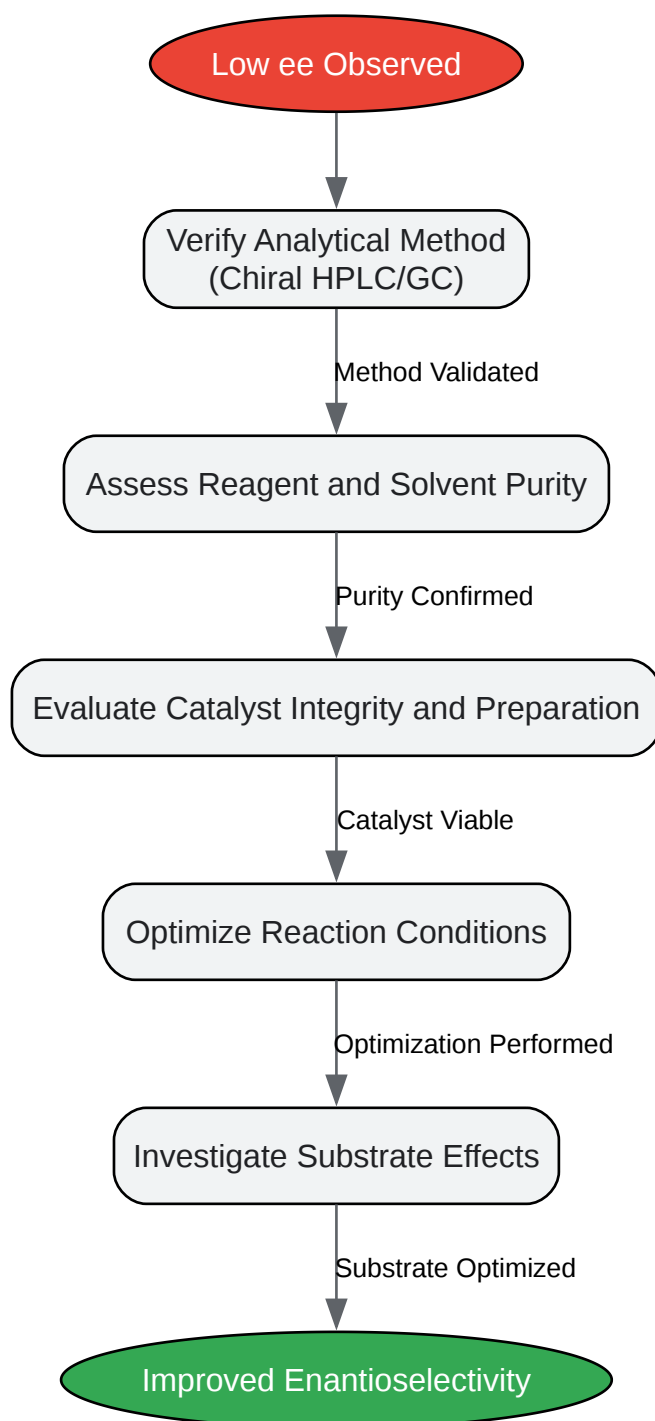 Low ee Observed
Verify Analytical Method
(Chiral HPLC/GC)
Method Validated
Assess Reagent and Solvent Purity
Purity Confirmed
Evaluate Catalyst Integrity and Preparation
Catalyst Viable
Optimize Reaction Conditions
Optimization Performed
Investigate Substrate Effects
Substrate Optimized
Improved Enantioselectivity